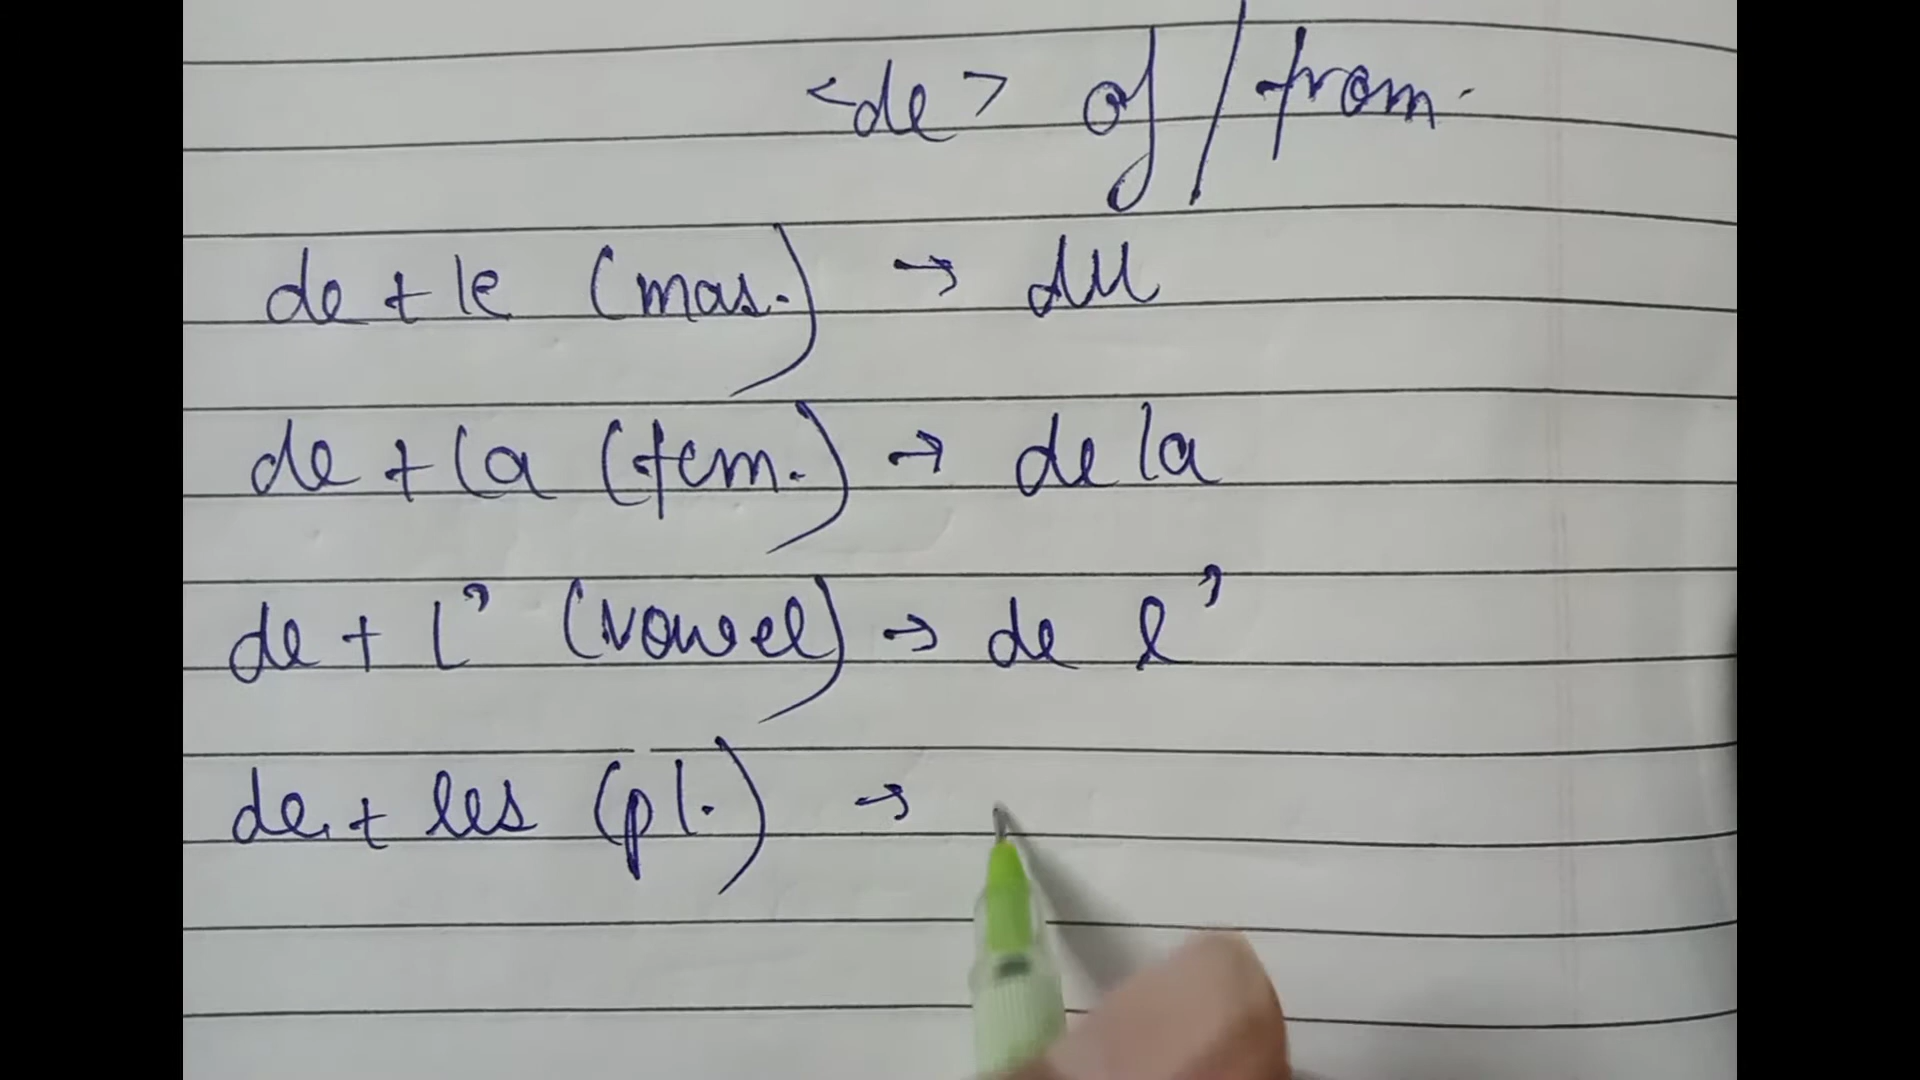 <de> of/from.
de + le (mas.) → du
de + la (fem.) → de la
de + l' (vowel) → de l'
de + les (pl.) →